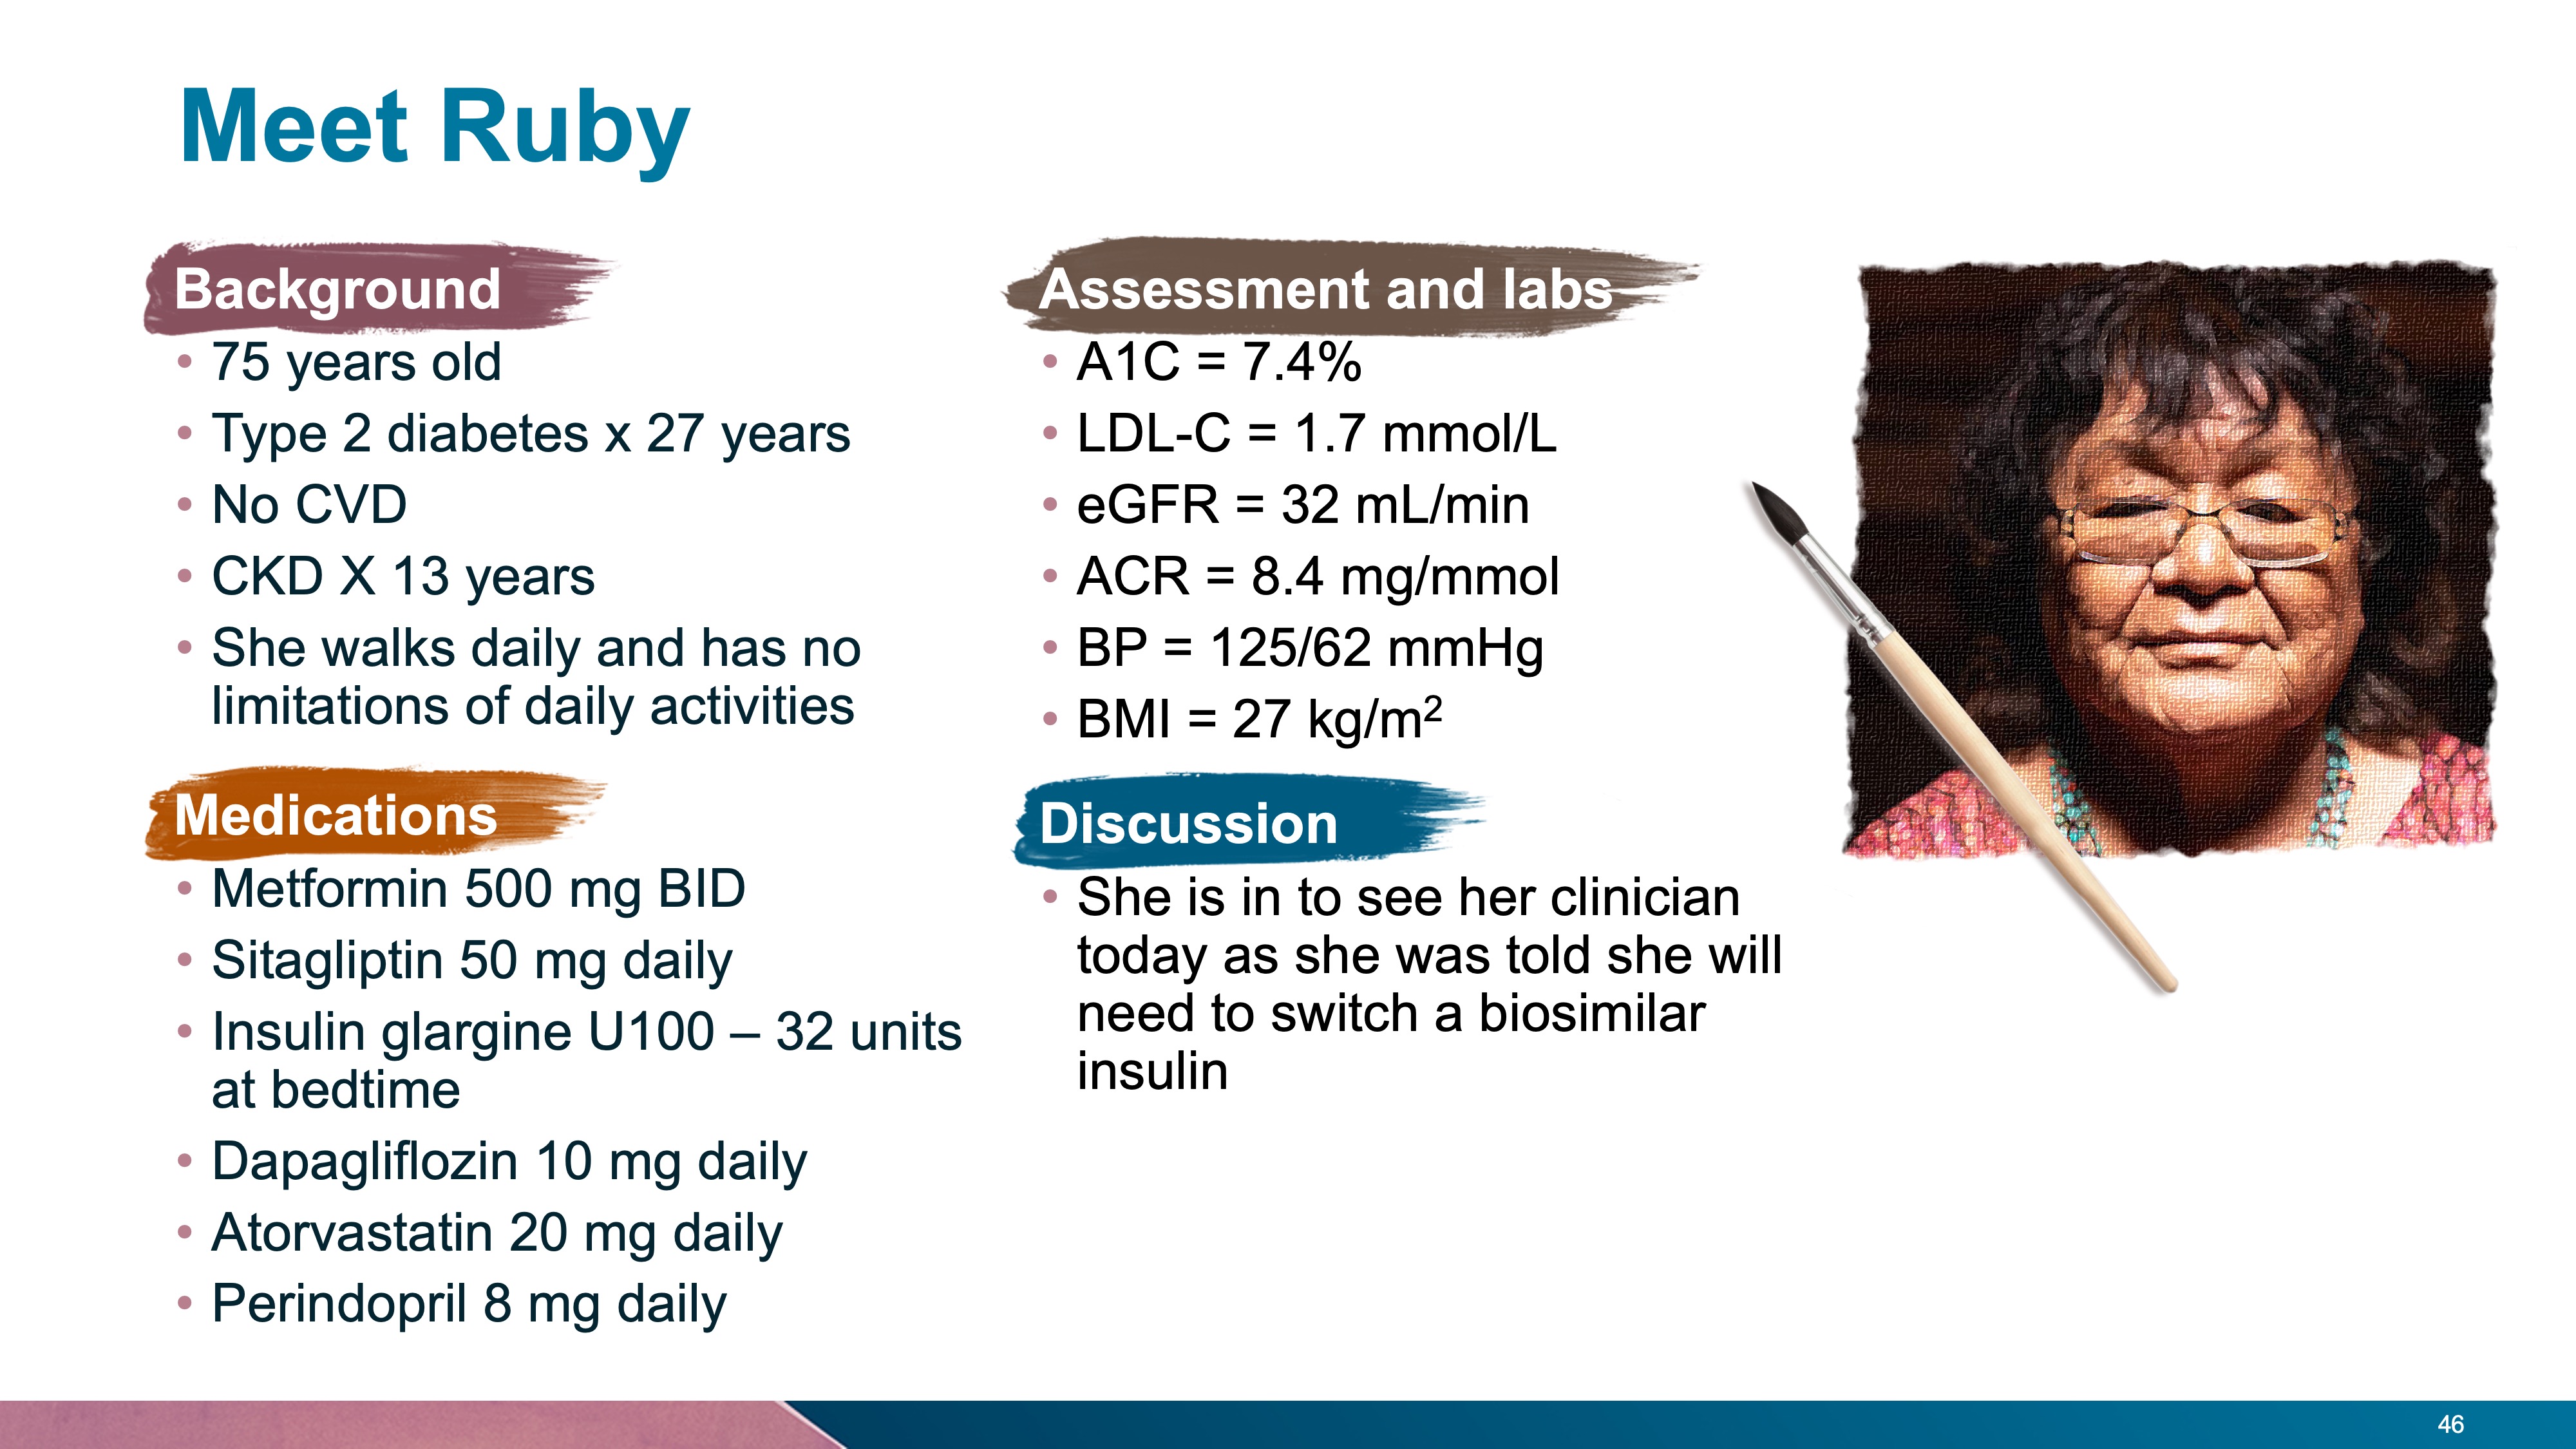 Meet Ruby
Background
• 75 years old
• Type 2 diabetes x 27 years
• No CVD
• CKD X 13 years
• She walks daily and has no
limitations of daily activities
Medications
• Metformin 500 mg BID
• Sitagliptin 50 mg daily
• Insulin glargine U100 – 32 units
at bedtime
• Dapagliflozin 10 mg daily
• Atorvastatin 20 mg daily
• Perindopril 8 mg daily
Assessment and labs
• A1C = 7.4%
• LDL-C = 1.7 mmol/L
• eGFR = 32 mL/min
• ACR = 8.4 mg/mmol
• BP = 125/62 mmHg
• BMI = 27 kg/m²
Discussion
• She is in to see her clinician
today as she was told she will
need to switch a biosimilar
insulin
46